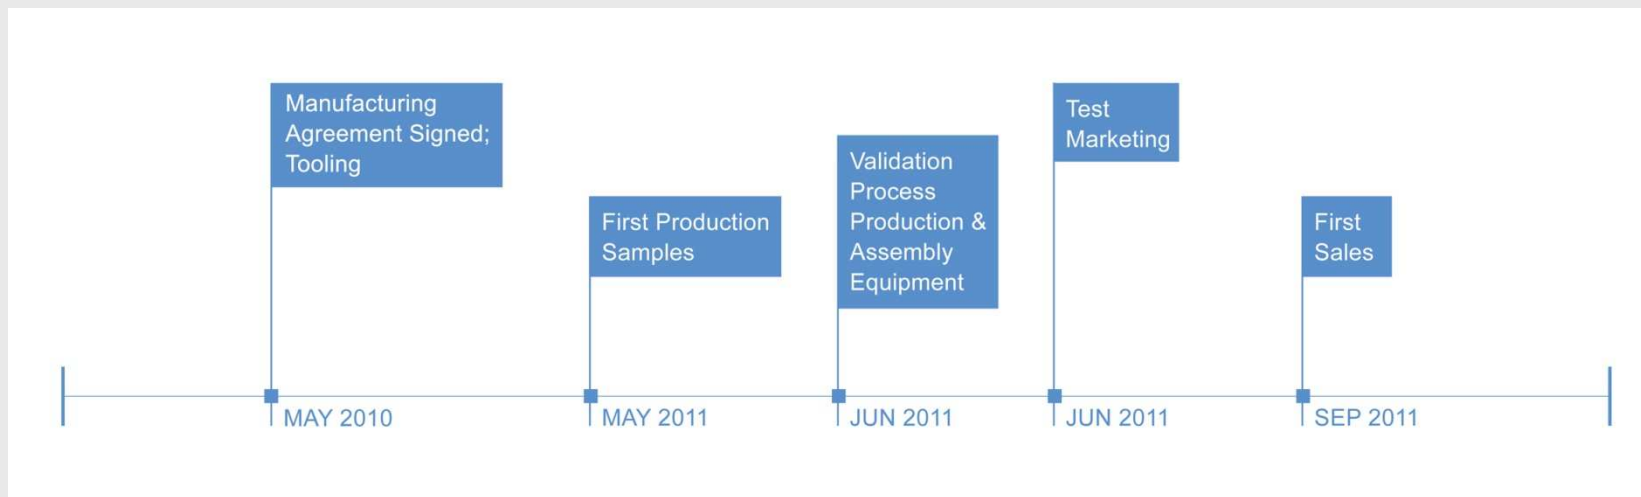 Manufacturing
Agreement Signed;
Tooling
First Production
Samples
Validation
Process
Production &
Assembly
Equipment
Test
Marketing
First
Sales
MAY 2010
MAY 2011
JUN 2011
JUN 2011
SEP 2011